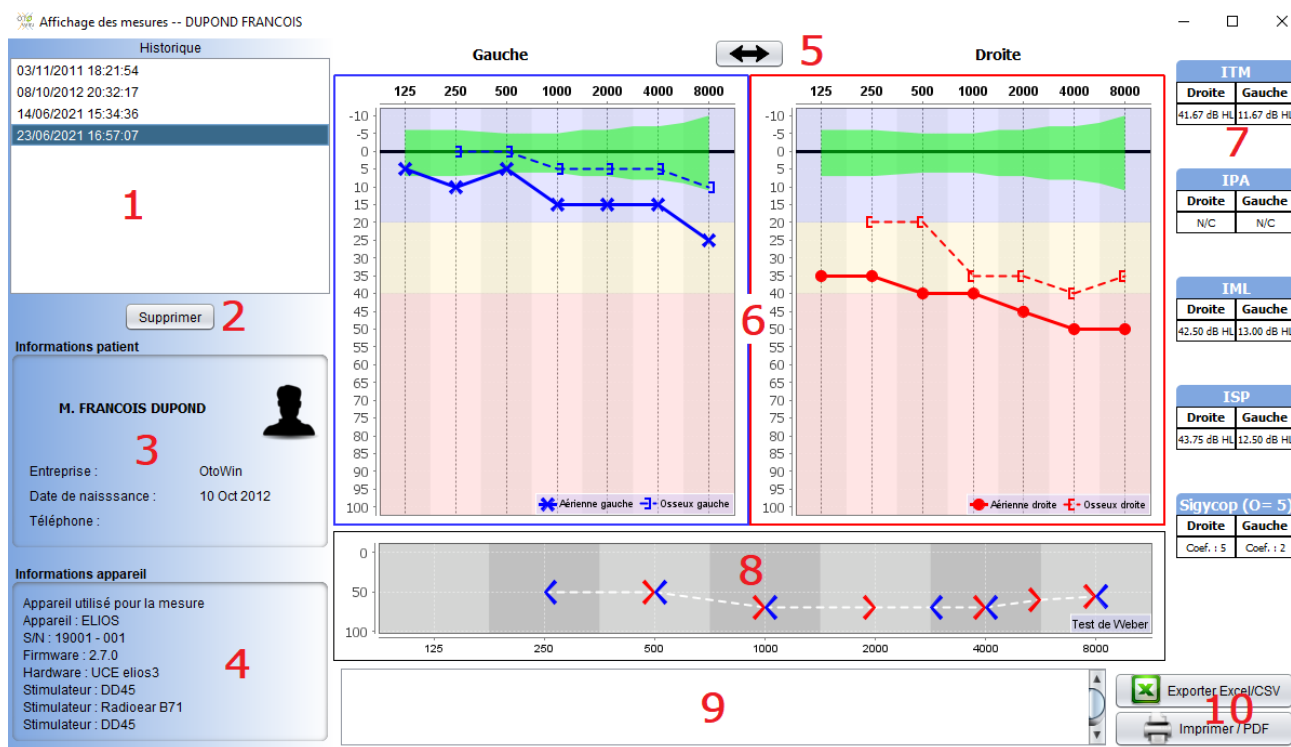 Affichage des mesures -- DUPOND FRANCOIS
Historique
03/11/2011 18:21:54
08/10/2012 20:32:17
14/06/2021 15:34:36
23/06/2021 16:57:07
1
Supprimer
2
Informations patient
M. FRANCOIS DUPOND
3
Entreprise : OtoWin
Date de naisssance : 10 Oct 2012
Téléphone :
Informations appareil
Appareil utilisé pour la mesure
Appareil : ELIOS
S/N : 19001 - 001
Firmware : 2.7.0
Hardware : UCE elios3
Stimulateur : DD45
Stimulateur : Radioear B71
Stimulateur : DD45
4
Gauche
5
Droite
125 250 500 1000 2000 4000 8000
-10
-5
0
5
10
15
20
25
30
35
40
45
50
55
60
65
70
75
80
85
90
95
100
Aérienne gauche Osseux gauche
6
125 250 500 1000 2000 4000 8000
-10
-5
0
5
10
15
20
25
30
35
40
45
50
55
60
65
70
75
80
85
90
95
100
Aérienne droite Osseux droite
ITM
Droite Gauche
41.67 dB HL 11.67 dB HL
7
IPA
Droite Gauche
N/C N/C
IML
Droite Gauche
42.50 dB HL 13.00 dB HL
ISP
Droite Gauche
43.75 dB HL 12.50 dB HL
Sigycop (O= 5)
Droite Gauche
Coef. : 5 Coef. : 2
0
50
100
8
Test de Weber
125 250 500 1000 2000 4000 8000
9
Exporter Excel/CSV
10
Imprimer / PDF